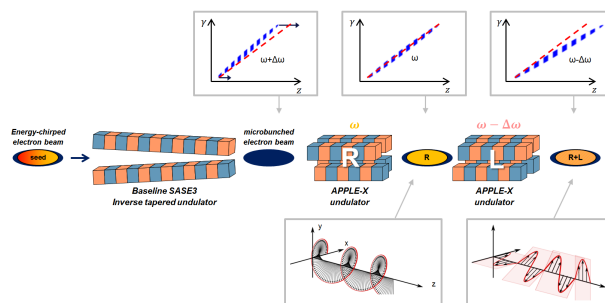 γ
ω+Δω
z
γ
ω
z
γ
ω-Δω
z
Energy-chirped
electron beam
seed
Baseline SASE3
Inverse tapered undulator
microbunched
electron beam
ω
R
APPLE-X
undulator
R
ω − Δω
L
APPLE-X
undulator
R+L
y
x
z